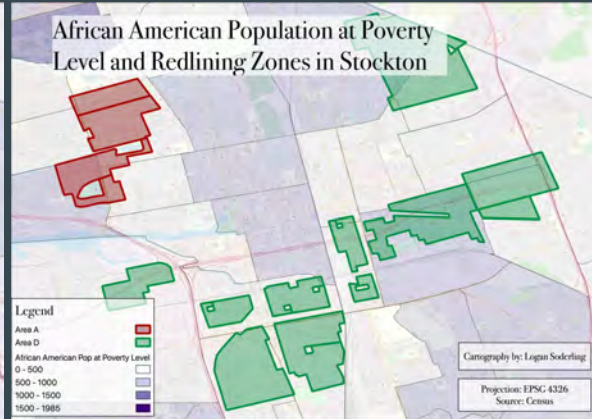 African American Population at Poverty
Level and Redlining Zones in Stockton
Legend
Area A
Area D
African American Pop at Poverty Level
0 - 500
500 - 1000
1000 - 1500
1500 - 1985
Cartography by: Logan Soderling
Projection: EPSG 4326
Source: Census